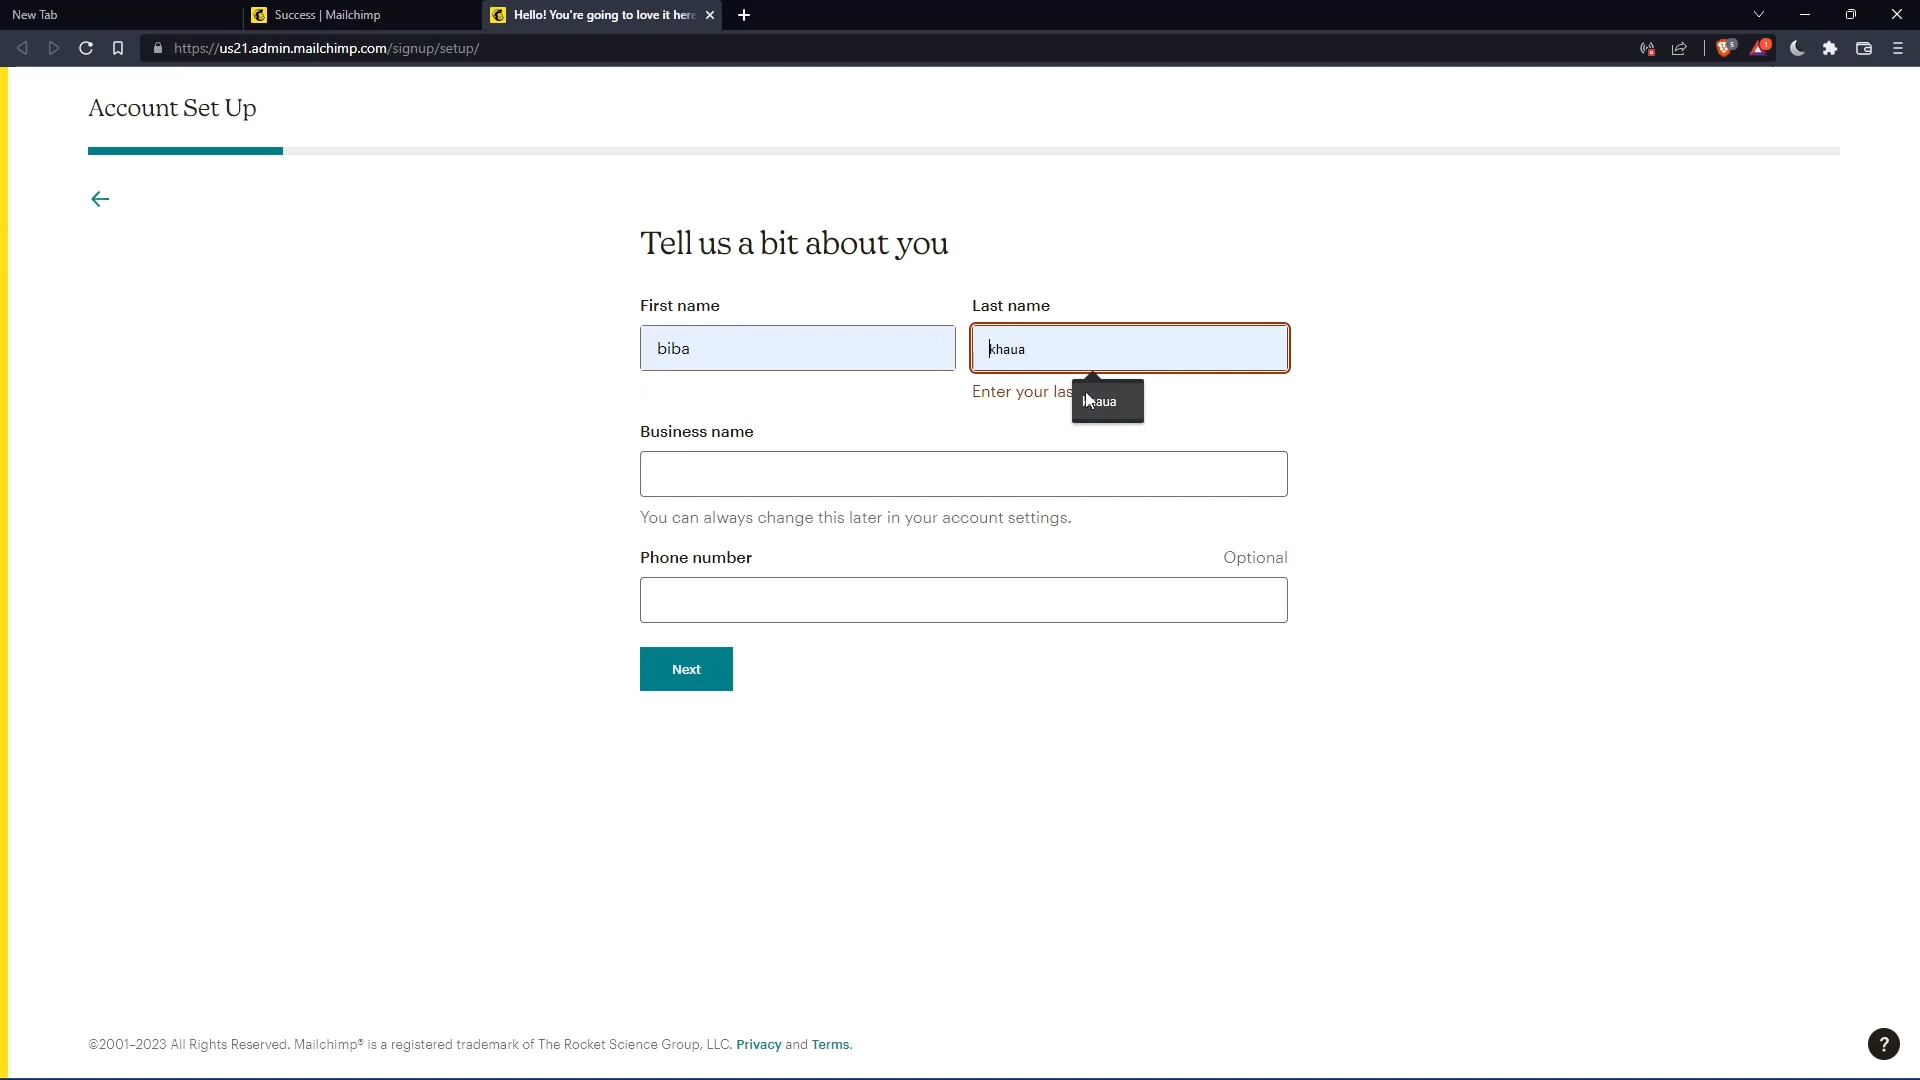 New Tab
Success | Mailchimp
Hello! You're going to love it here
https://us21.admin.mailchimp.com/signup/setup/
5
1
Account Set Up
Tell us a bit about you
First name
Last name
biba
khaua
Enter your las
Business name
You can always change this later in your account settings.
Phone number
Optional
Next
©2001–2023 All Rights Reserved. Mailchimp® is a registered trademark of The Rocket Science Group, LLC. Privacy and Terms.
?